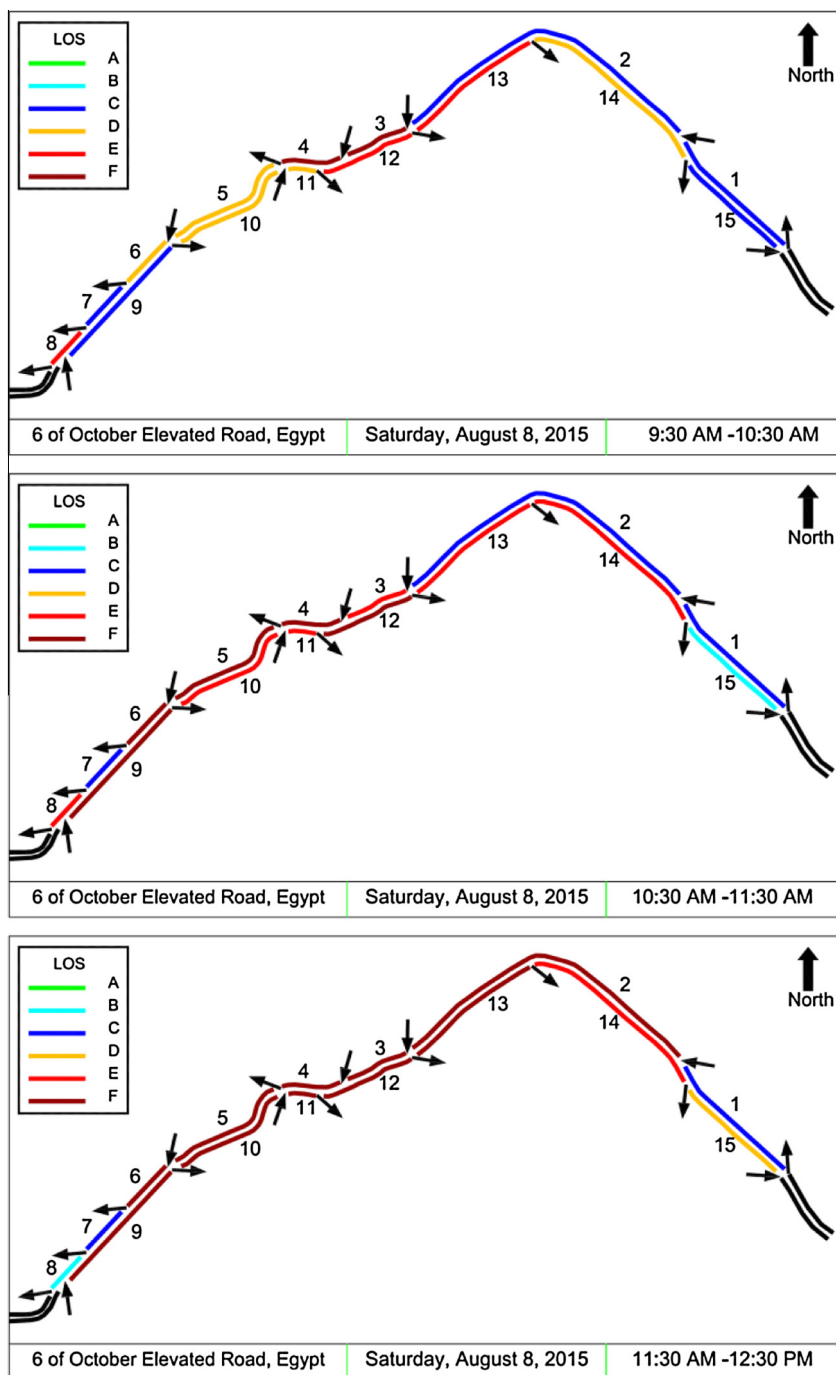 LOS
A
B
C
D
E
F
North
1
2
3
4
5
6
7
8
9
10
11
12
13
14
15
6 of October Elevated Road, Egypt Saturday, August 8, 2015 9:30 AM -10:30 AM
LOS
A
B
C
D
E
F
North
1
2
3
4
5
6
7
8
9
10
11
12
13
14
15
6 of October Elevated Road, Egypt Saturday, August 8, 2015 10:30 AM -11:30 AM
LOS
A
B
C
D
E
F
North
1
2
3
4
5
6
7
8
9
10
11
12
13
14
15
6 of October Elevated Road, Egypt Saturday, August 8, 2015 11:30 AM -12:30 PM